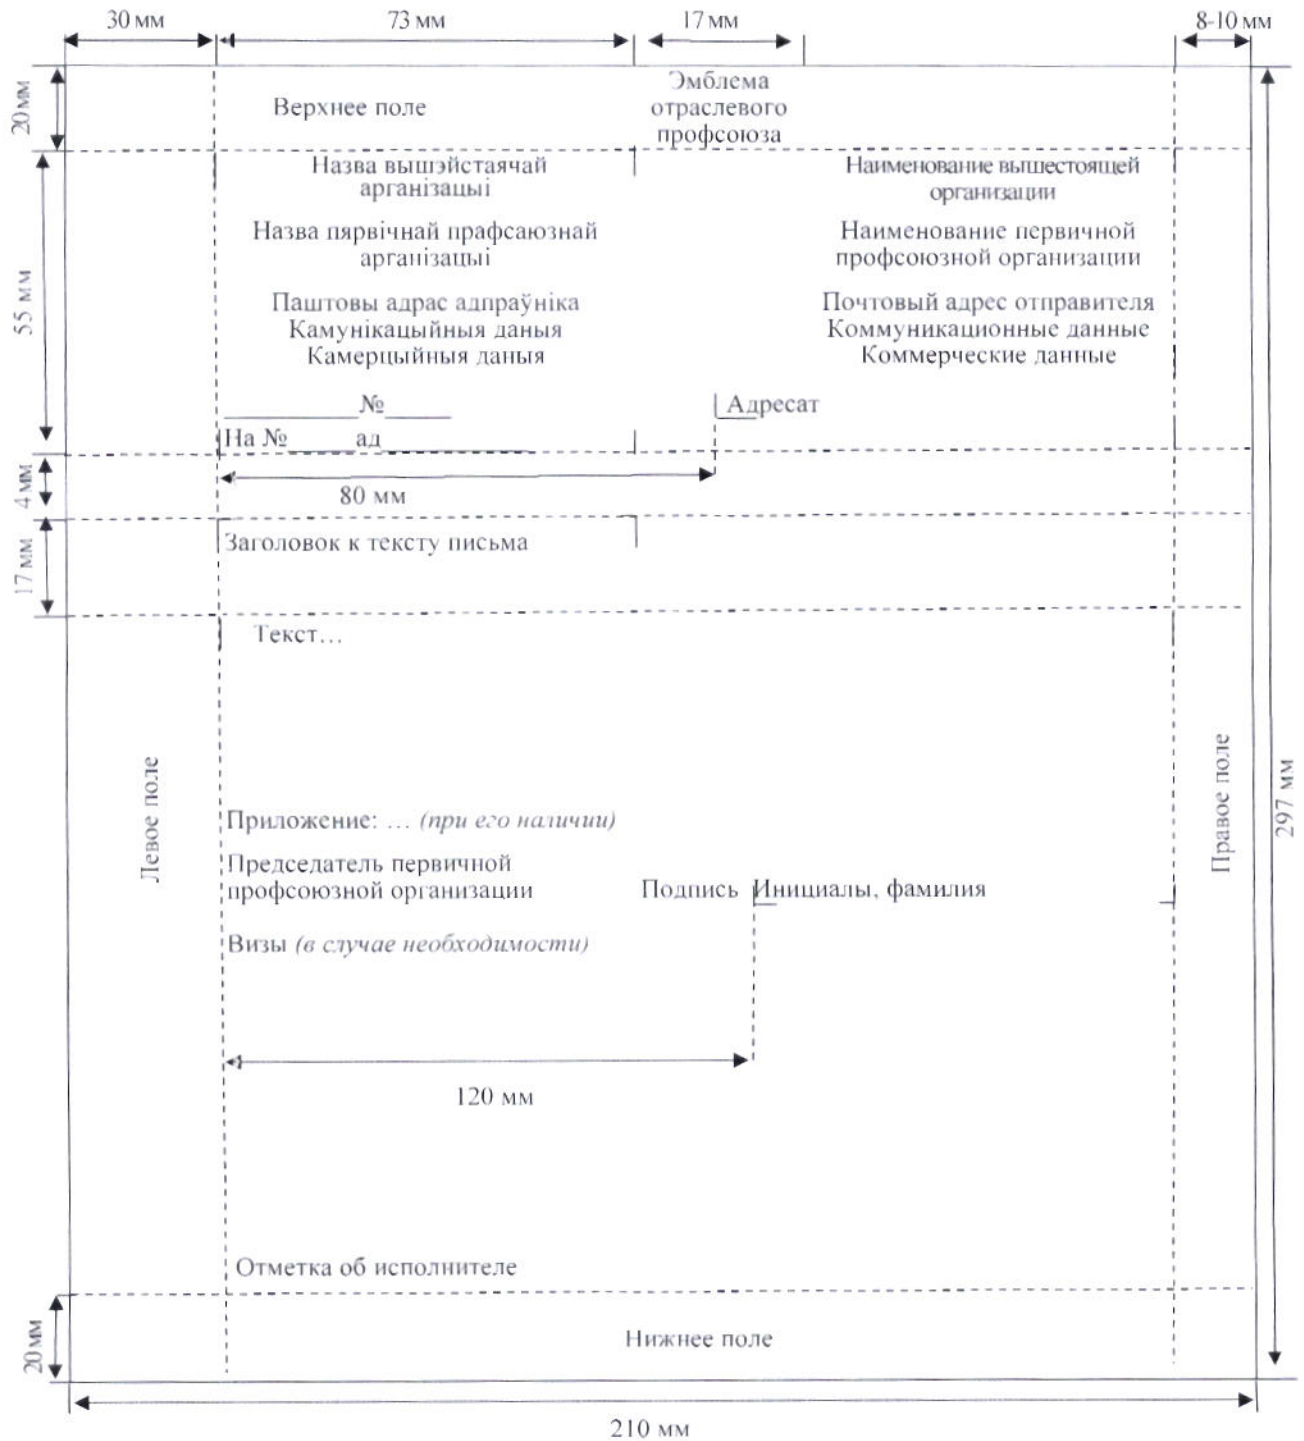 30 мм
73 мм
17 мм
8-10 мм
20 мм
Верхнее поле
Эмблема
отраслевого
профсоюза
55 мм
Назва вышэйстаячай
арганізацыі
Наименование вышестоящей
организации
Назва пярвічнай прафсаюзнай
арганізацыі
Наименование первичной
профсоюзной организации
Паштовы адрас адпраўніка
Камунікацыйныя даныя
Камерцыйныя даныя
Почтовый адрес отправителя
Коммуникационные данные
Коммерческие данные
__________№_____
Адресат
На №_____ад___________
4 мм
80 мм
17 мм
Заголовок к тексту письма
Текст...
Левое поле
Правое поле
297 мм
Приложение: ... (при его наличии)
Председатель первичной
профсоюзной организации
Подпись
Инициалы, фамилия
Визы (в случае необходимости)
120 мм
Отметка об исполнителе
20 мм
Нижнее поле
210 мм